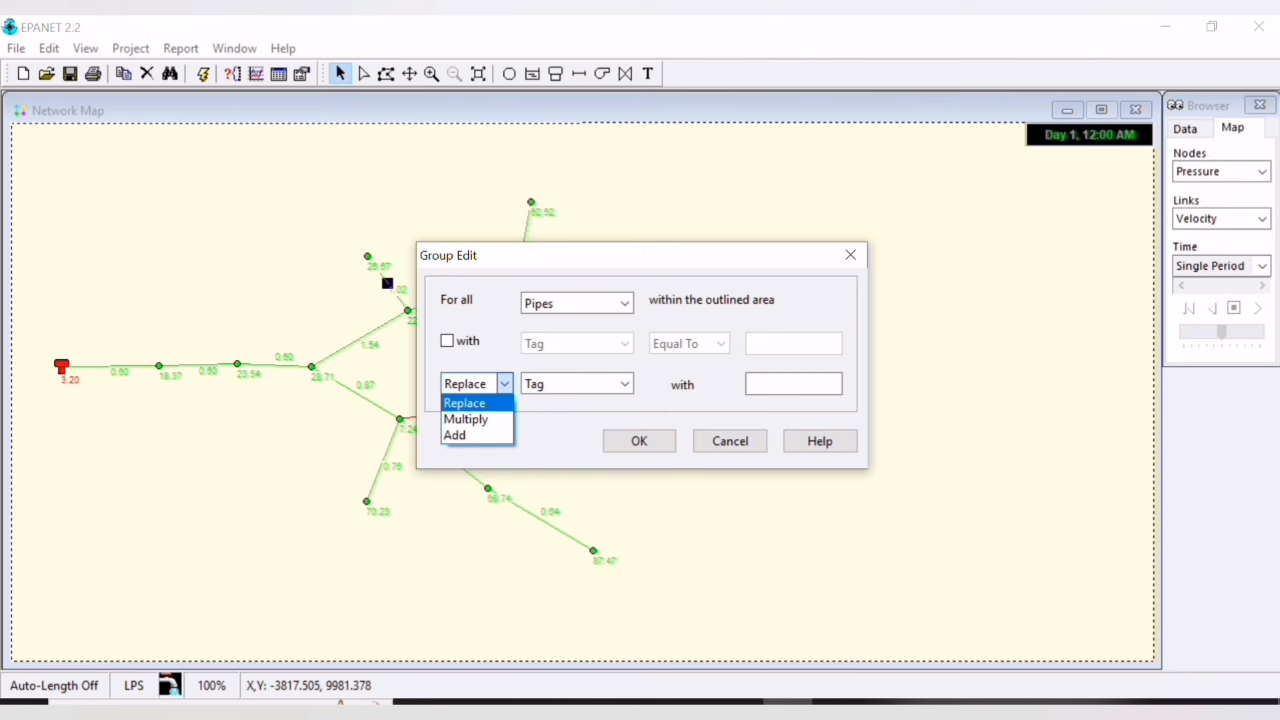 EPANET 2.2
File Edit View Project Report Window Help
T
Network Map
Browser
Day 1, 12:00 AM
Data Map
Nodes
Pressure
Links
Velocity
Time
Single Period
62.52
Group Edit
For all Pipes within the outlined area
with Tag Equal To
Replace Tag with
Replace
Multiply
Add
OK Cancel Help
1.54
0.60
3.20
0.60
18.37
0.60
23.54
28.71
0.87
7.24
0.76
70.23
0.64
87.47
Auto-Length Off LPS 100% X,Y: -3817.505, 9981.378